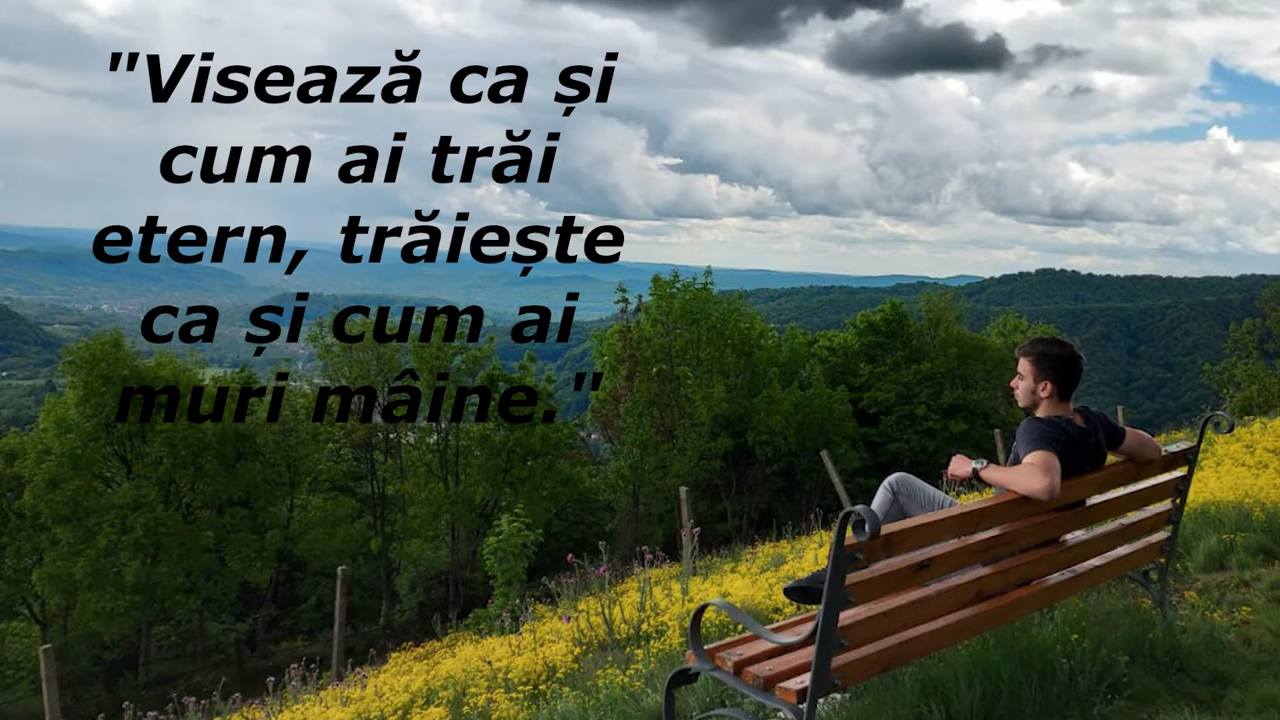 "Visează ca și
cum ai trăi
etern, trăiește
ca și cum ai
muri mâine."